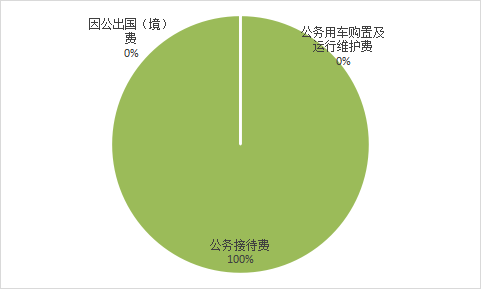 因公出国（境）
费
0%
公务用车购置及
运行维护费
0%
公务接待费
100%